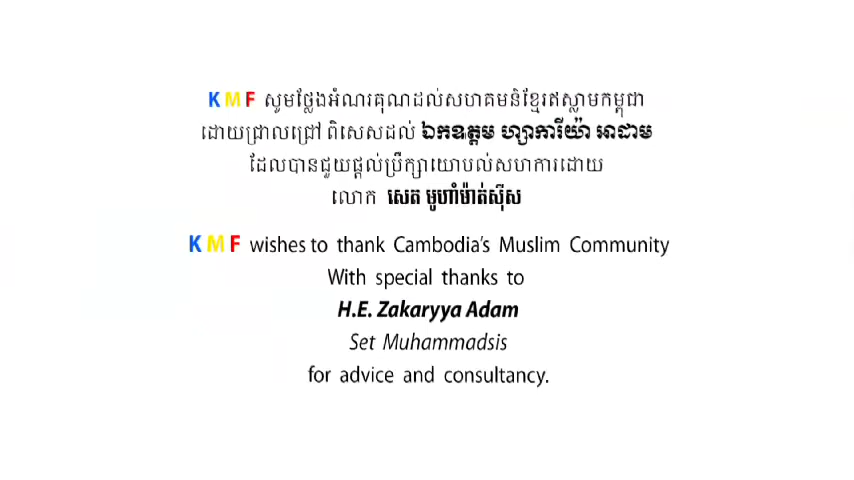 KMF សូមថ្លែងអំណរគុណដល់សហគមន៍ខ្មែរឥស្លាមកម្ពុជា
ដោយជ្រាលជ្រៅ ពិសេសដល់ ឯកឧត្តម ហ្សាការីយ៉ា អាដាម
ដែលបានជួយផ្តល់ប្រឹក្សាយោបល់សហការដោយ
លោក សេត មូហាំម៉ាត់ស៊ីស
KMF wishes to thank Cambodia's Muslim Community
With special thanks to
H.E. Zakaryya Adam
Set Muhammadsis
for advice and consultancy.